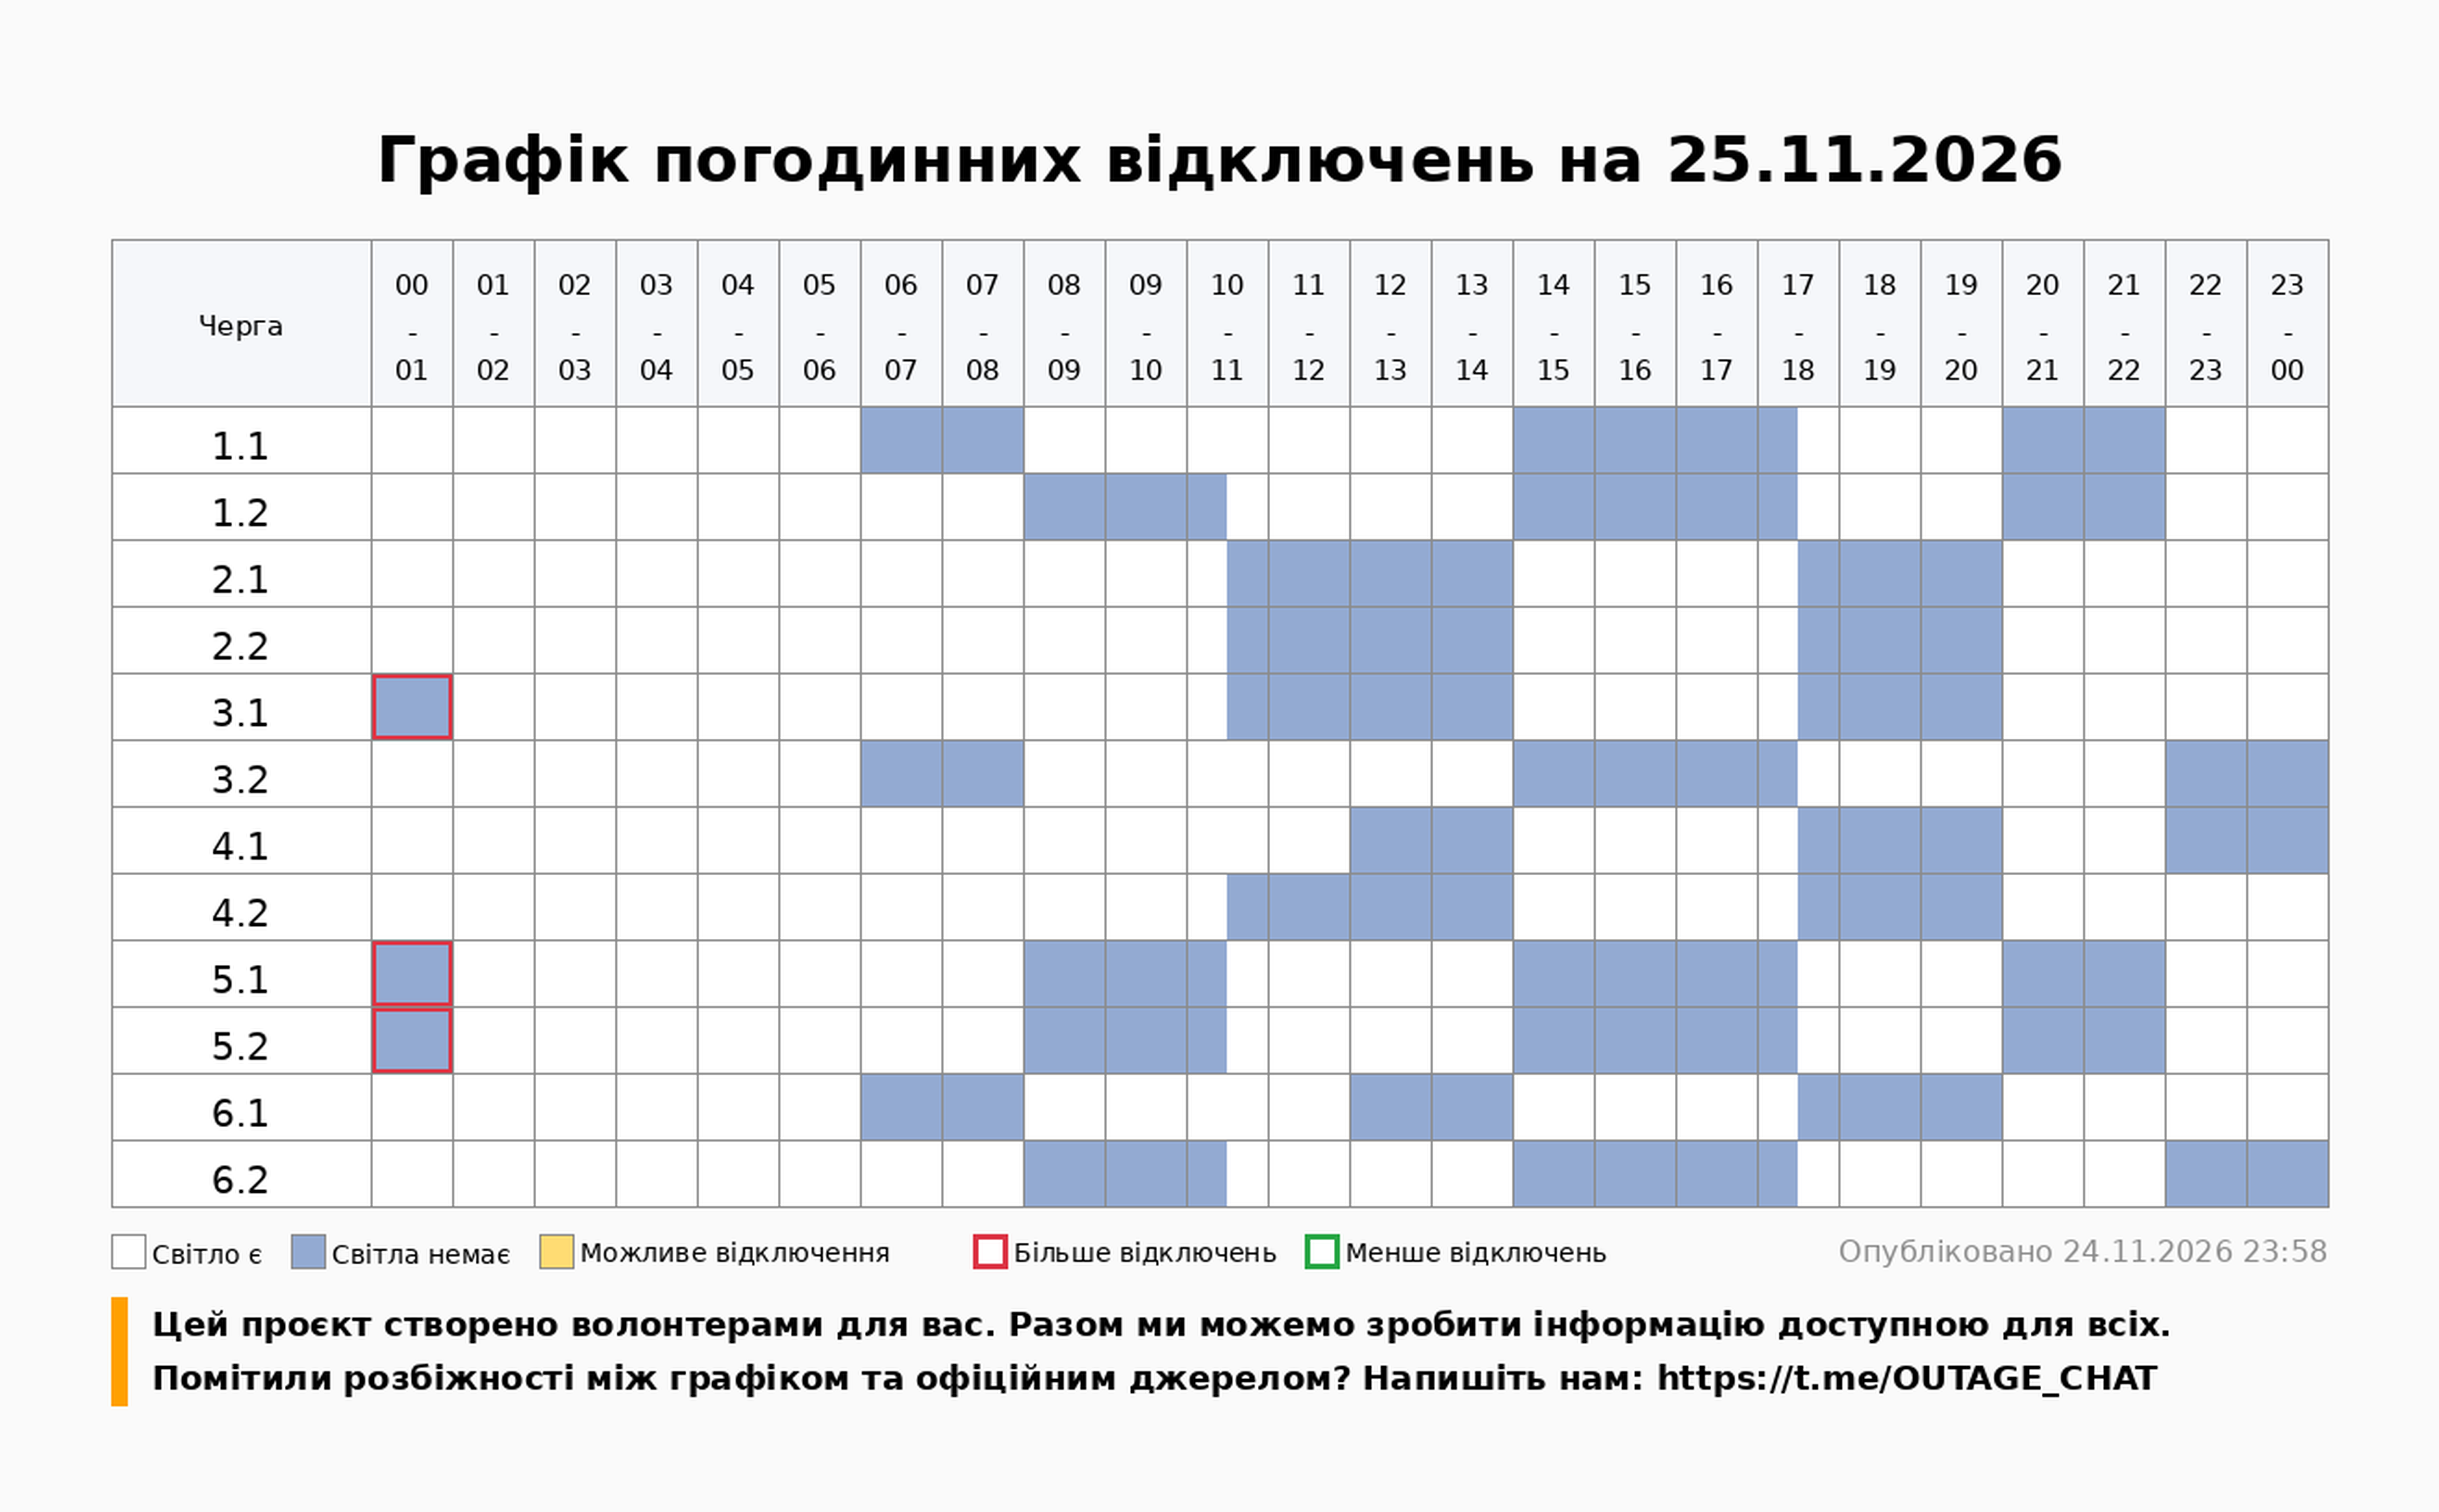 Графік погодинних відключень на 25.11.2026
Черга 00 - 01 01 - 02 02 - 03 03 - 04 04 - 05 05 - 06 06 - 07 07 - 08 08 - 09 09 - 10 10 - 11 11 - 12 12 - 13 13 - 14 14 - 15 15 - 16 16 - 17 17 - 18 18 - 19 19 - 20 20 - 21 21 - 22 22 - 23 23 - 00
1.1
1.2
2.1
2.2
3.1
3.2
4.1
4.2
5.1
5.2
6.1
6.2
Світло є Світла немає Можливе відключення Більше відключень Менше відключень Опубліковано 24.11.2026 23:58
Цей проєкт створено волонтерами для вас. Разом ми можемо зробити інформацію доступною для всіх.
Помітили розбіжності між графіком та офіційним джерелом? Напишіть нам: https://t.me/OUTAGE_CHAT